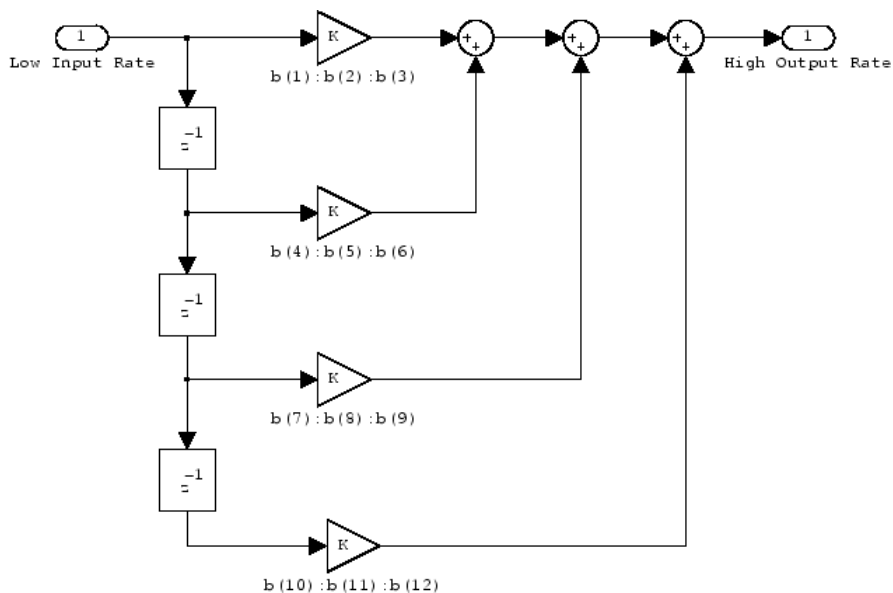 1
K
+
+
+
+
+
+
1
Low Input Rate
b(1):b(2):b(3)
High Output Rate
z⁻¹
K
b(4):b(5):b(6)
z⁻¹
K
b(7):b(8):b(9)
z⁻¹
K
b(10):b(11):b(12)